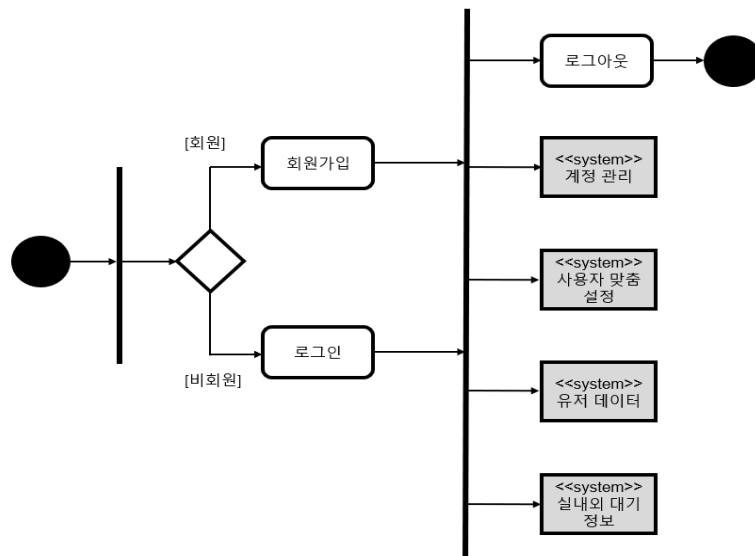 로그아웃
[회원]
회원가입
<<system>>
계정 관리
<<system>>
사용자 맞춤
설정
로그인
[비회원]
<<system>>
유저 데이터
<<system>>
실내외 대기
정보